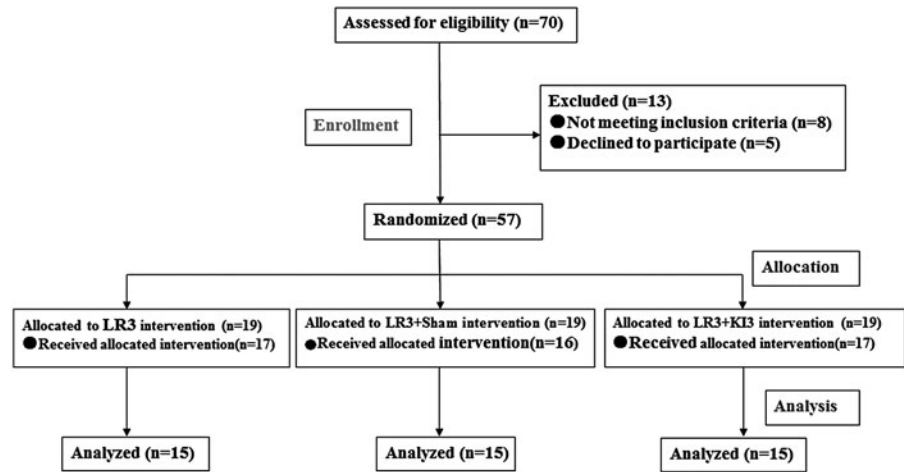 Assessed for eligibility (n=70)
Enrollment
Excluded (n=13)
●Not meeting inclusion criteria (n=8)
●Declined to participate (n=5)
Randomized (n=57)
Allocation
Allocated to LR3 intervention (n=19)
●Received allocated intervention(n=17)
Allocated to LR3+Sham intervention (n=19)
●Received allocated intervention(n=16)
Allocated to LR3+KI3 intervention (n=19)
●Received allocated intervention(n=17)
Analysis
Analyzed (n=15)
Analyzed (n=15)
Analyzed (n=15)